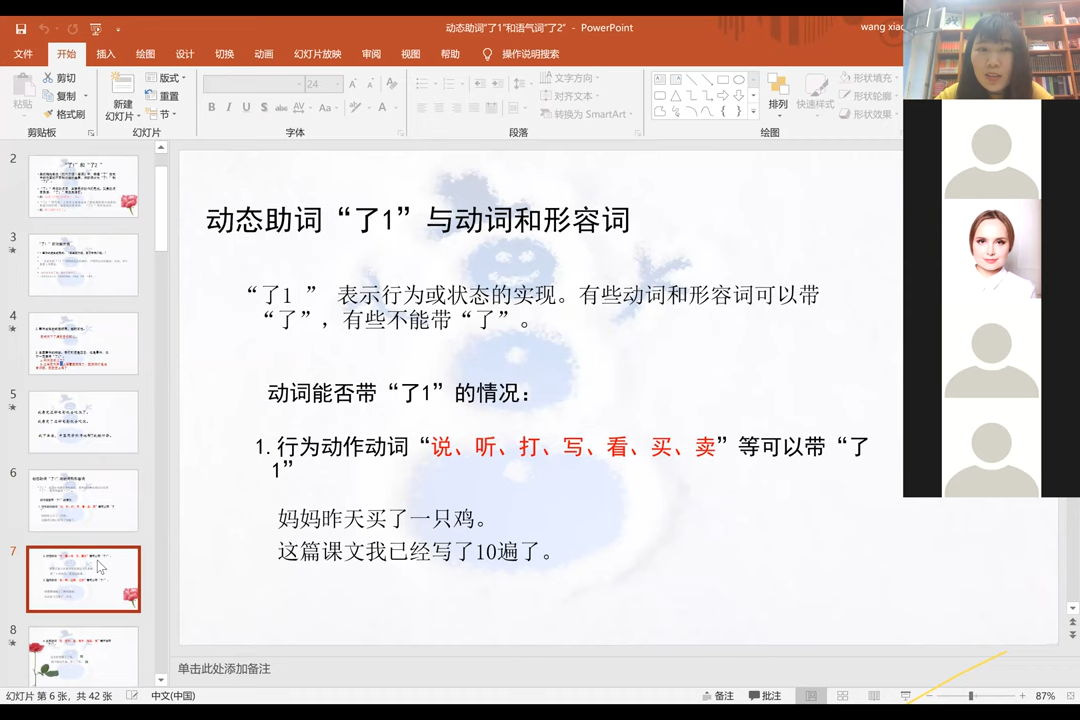 动态助词“了1”和语气词“了2” - PowerPoint
wang xiao
文件 开始 插入 绘图 设计 切换 动画 幻灯片放映 审阅 视图 帮助 操作说明搜索
剪切
复制
格式刷
粘贴
剪贴板
新建
幻灯片
版式
重置
节
幻灯片
24
B I U S abc AV Aa A
字体
文字方向
对齐文本
转换为 SmartArt
段落
排列
快速样式
形状填充
形状轮廓
形状效果
绘图
2
“了1”和“了2”
3
4
5
6
7
8
动态助词“了1”与动词和形容词
“了1 ” 表示行为或状态的实现。有些动词和形容词可以带
“了”，有些不能带“了”。
动词能否带“了1”的情况：
1.行为动作动词“说、听、打、写、看、买、卖”等可以带“了
1”
妈妈昨天买了一只鸡。
这篇课文我已经写了10遍了。
单击此处添加备注
幻灯片 第 6 张，共 42 张 中文(中国) 备注 批注 87%